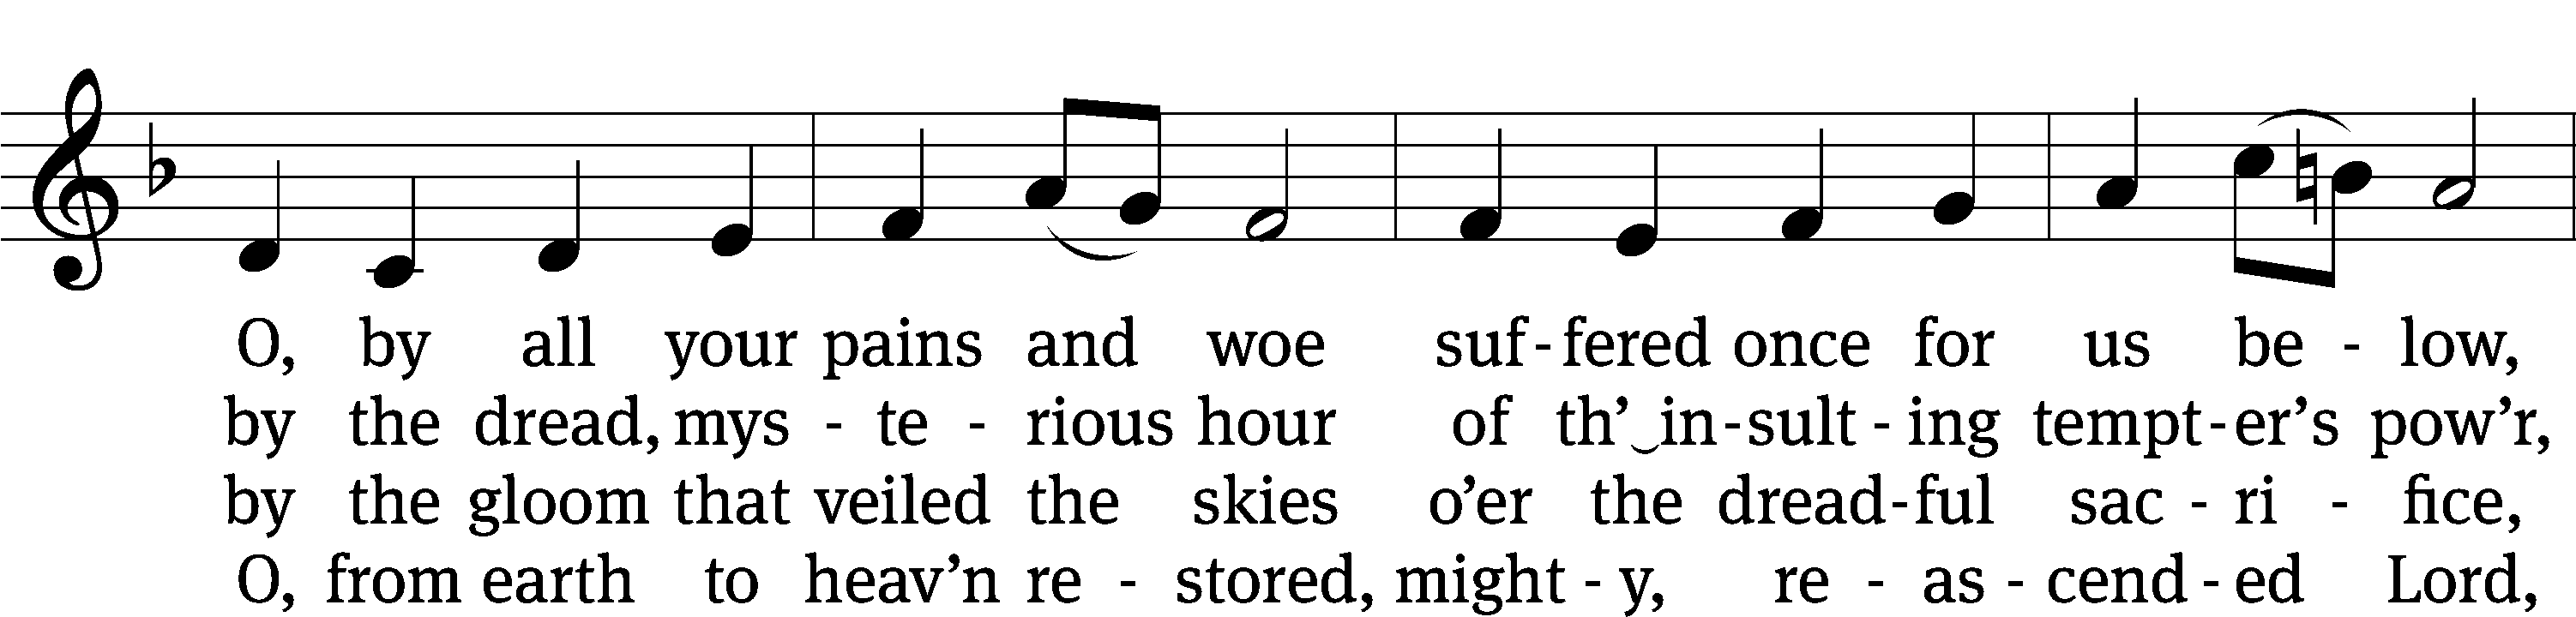 O, by all your pains and woe suf-fered once for us be - low,
by the dread, mys - te - rious hour of th’ in-sult - ing tempt-er’s pow’r,
by the gloom that veiled the skies o’er the dread-ful sac - ri - fice,
O, from earth to heav’n re - stored, might - y, re - as - cend - ed Lord,